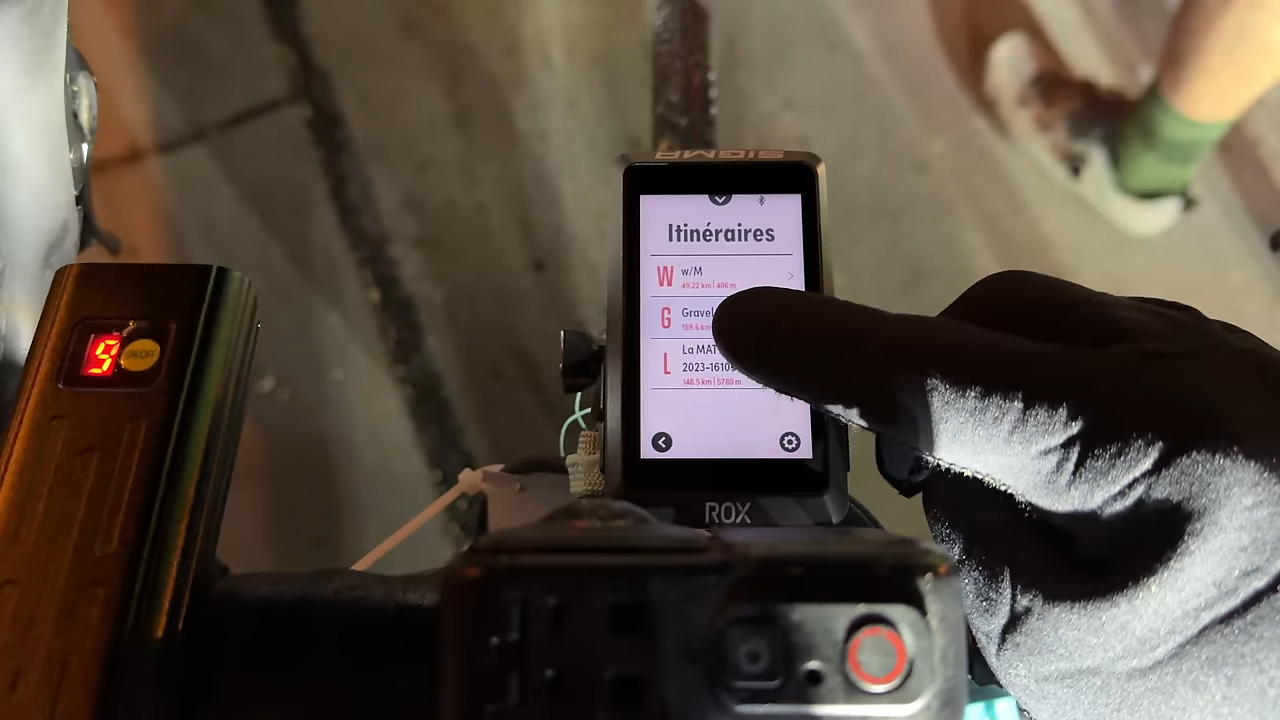 SIGMA
Itinéraires
W w/M
49.22 km | 406 m
G Gravel
159.6 km
L La MAT
2023-1610
148.5 km | 5780 m
ROX
9 ON/OFF